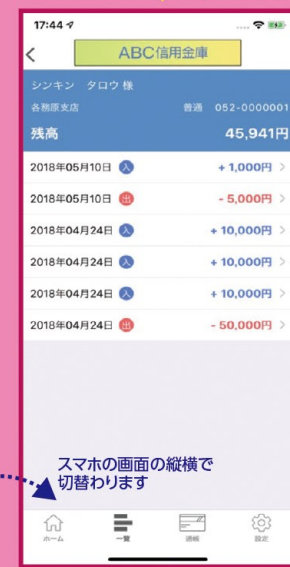 17:44
ABC信用金庫
シンキン タロウ 様
各務原支店 普通 052-0000001
残高 45,941円
2018年05月10日 入 + 1,000円
2018年05月10日 出 - 5,000円
2018年04月24日 入 + 10,000円
2018年04月24日 入 + 10,000円
2018年04月24日 入 + 10,000円
2018年04月24日 出 - 50,000円
スマホの画面の縦横で
切替わります
ホーム 一覧 通帳 設定